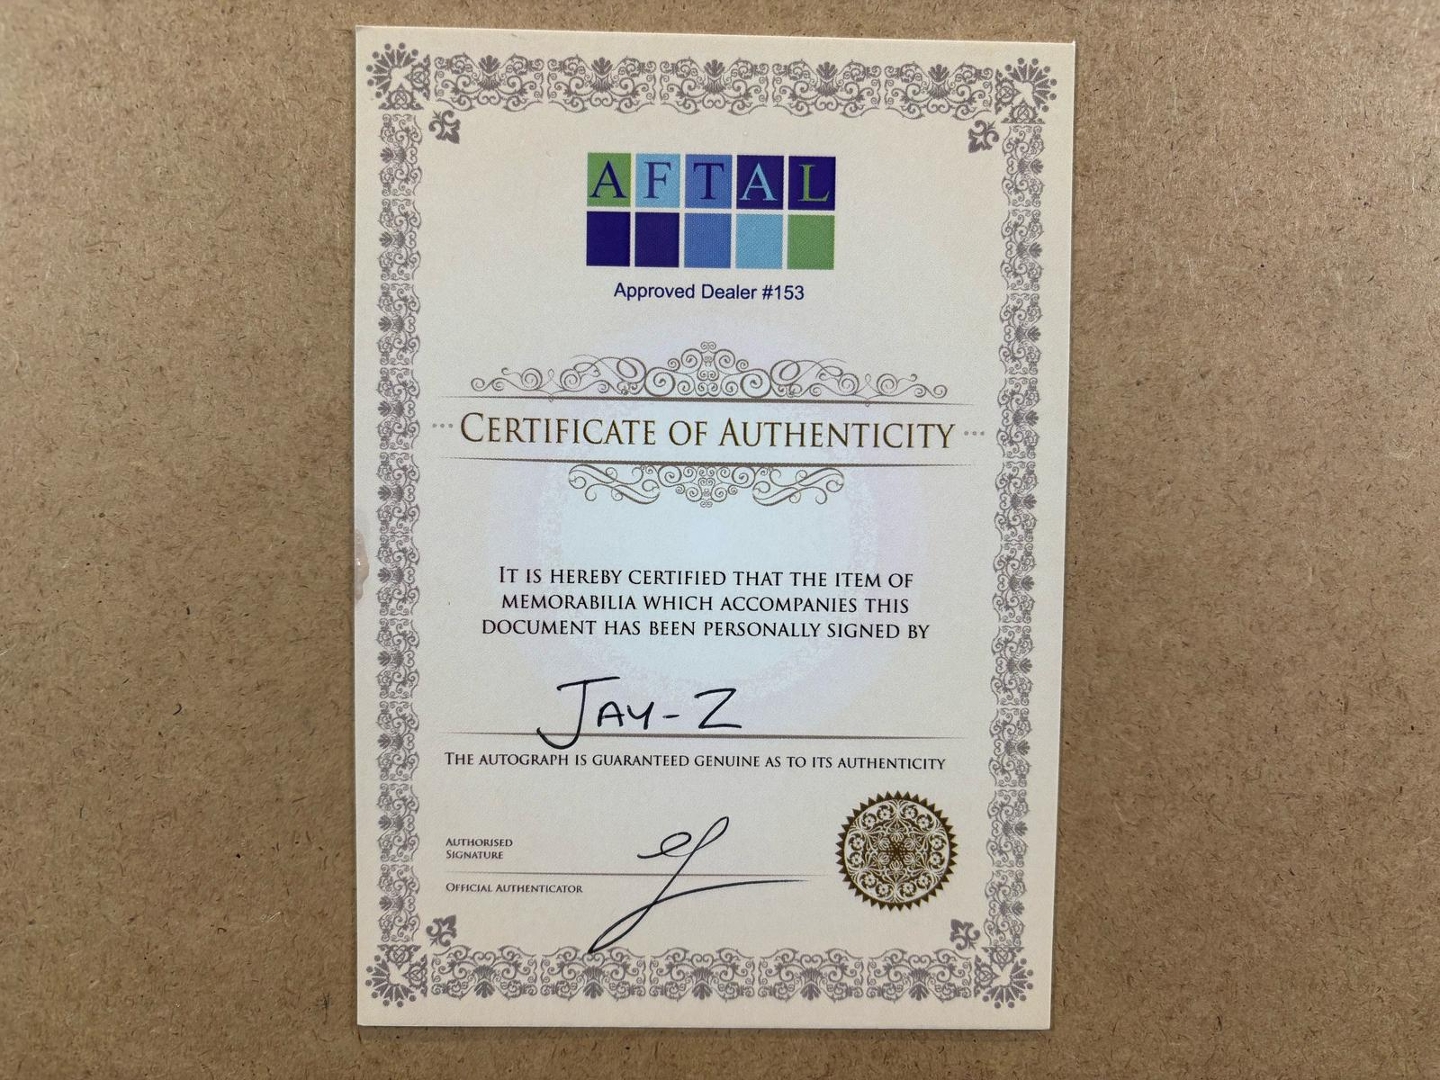 AFTAL
Approved Dealer #153
CERTIFICATE OF AUTHENTICITY
IT IS HEREBY CERTIFIED THAT THE ITEM OF
MEMORABILIA WHICH ACCOMPANIES THIS
DOCUMENT HAS BEEN PERSONALLY SIGNED BY
JAY-Z
THE AUTOGRAPH IS GUARANTEED GENUINE AS TO ITS AUTHENTICITY
AUTHORISED
SIGNATURE
OFFICIAL AUTHENTICATOR